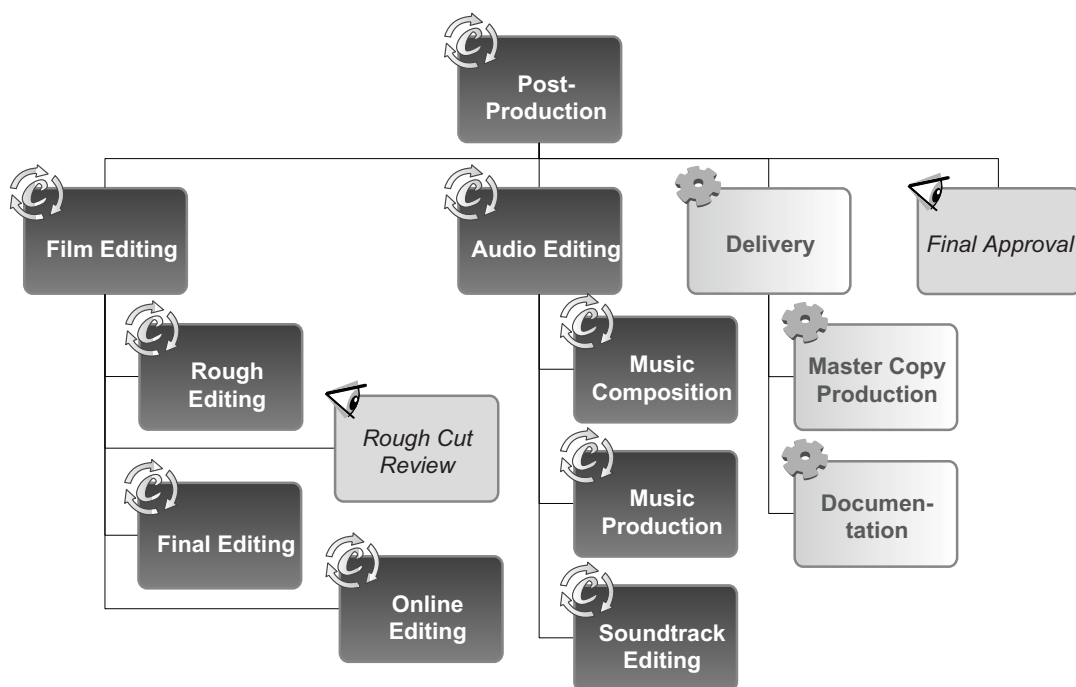 Post-
Production
Film Editing
Audio Editing
Delivery
Final Approval
Rough
Editing
Rough Cut
Review
Final Editing
Online
Editing
Music
Composition
Music
Production
Soundtrack
Editing
Master Copy
Production
Documen-
tation